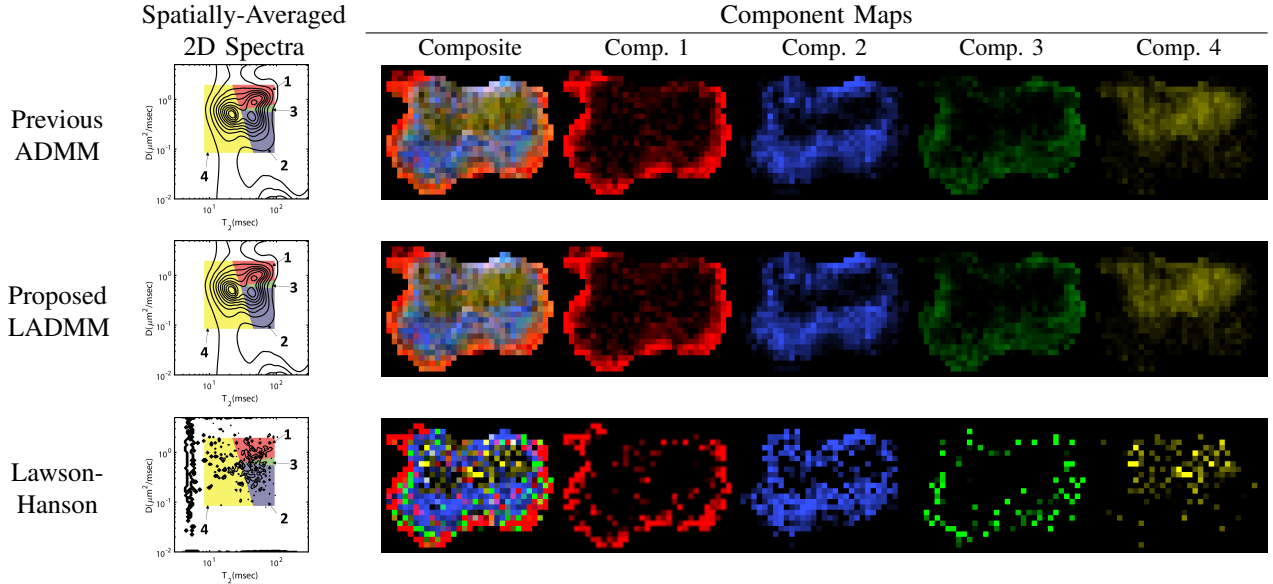 Spatially-Averaged
2D Spectra
Component Maps
Composite
Comp. 1
Comp. 2
Comp. 3
Comp. 4
Previous
ADMM
D(μm²/msec)
10⁰
10⁻¹
10⁻²
10¹
10²
T₂(msec)
1
3
2
4
Proposed
LADMM
D(μm²/msec)
10⁰
10⁻¹
10⁻²
10¹
10²
T₂(msec)
1
3
2
4
Lawson-
Hanson
D(μm²/msec)
10⁰
10⁻¹
10⁻²
10¹
10²
T₂(msec)
1
3
2
4